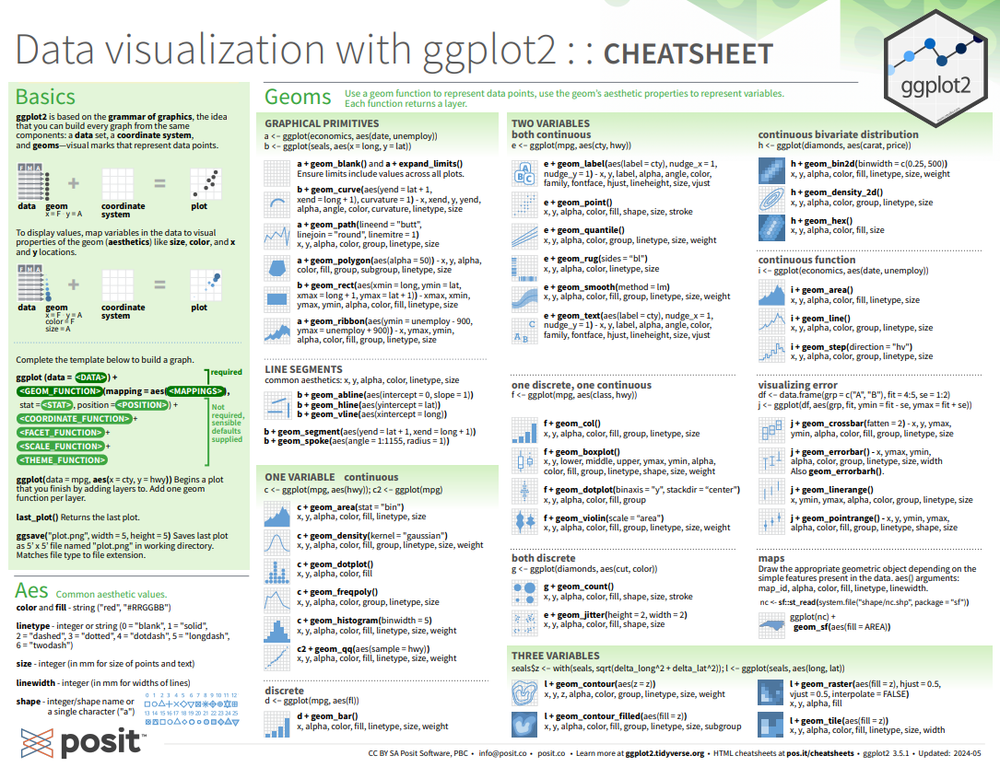 Data visualization with ggplot2 : : CHEATSHEET
ggplot2
Basics
ggplot2 is based on the grammar of graphics, the idea
that you can build every graph from the same
components: a data set, a coordinate system,
and geoms—visual marks that represent data points.
F M A
+
=
data
geom
x = F · y = A
coordinate
system
plot
To display values, map variables in the data to visual
properties of the geom (aesthetics) like size, color, and x
and y locations.
F M A
+
=
data
geom
x = F · y = A
color = F
size = A
coordinate
system
plot
Complete the template below to build a graph.
required
ggplot (data = <DATA>) +
<GEOM_FUNCTION>(mapping = aes(<MAPPINGS>),
stat = <STAT>, position = <POSITION>) +
<COORDINATE_FUNCTION> +
<FACET_FUNCTION> +
<SCALE_FUNCTION> +
<THEME_FUNCTION>
Not
required,
sensible
defaults
supplied
ggplot(data = mpg, aes(x = cty, y = hwy)) Begins a plot
that you finish by adding layers to. Add one geom
function per layer.
last_plot() Returns the last plot.
ggsave("plot.png", width = 5, height = 5) Saves last plot
as 5' x 5' file named "plot.png" in working directory.
Matches file type to file extension.
Aes Common aesthetic values.
color and fill - string ("red", "#RRGGBB")
linetype - integer or string (0 = "blank", 1 = "solid",
2 = "dashed", 3 = "dotted", 4 = "dotdash", 5 = "longdash",
6 = "twodash")
size - integer (in mm for size of points and text)
linewidth - integer (in mm for widths of lines)
shape - integer/shape name or
a single character ("a")
0 1 2 3 4 5 6 7 8 9 10 11 12
13 14 15 16 17 18 19 20 21 22 23 24 25
posit™
Geoms
Use a geom function to represent data points, use the geom's aesthetic properties to represent variables.
Each function returns a layer.
GRAPHICAL PRIMITIVES
a <- ggplot(economics, aes(date, unemploy))
b <- ggplot(seals, aes(x = long, y = lat))
a + geom_blank() and a + expand_limits()
Ensure limits include values across all plots.
b + geom_curve(aes(yend = lat + 1,
xend = long + 1), curvature = 1) - x, xend, y, yend,
alpha, angle, color, curvature, linetype, size
a + geom_path(lineend = "butt",
linejoin = "round", linemitre = 1)
x, y, alpha, color, group, linetype, size
a + geom_polygon(aes(alpha = 50)) - x, y, alpha,
color, fill, group, subgroup, linetype, size
b + geom_rect(aes(xmin = long, ymin = lat,
xmax = long + 1, ymax = lat + 1)) - xmax, xmin,
ymax, ymin, alpha, color, fill, linetype, size
a + geom_ribbon(aes(ymin = unemploy - 900,
ymax = unemploy + 900)) - x, ymax, ymin,
alpha, color, fill, group, linetype, size
LINE SEGMENTS
common aesthetics: x, y, alpha, color, linetype, size
b + geom_abline(aes(intercept = 0, slope = 1))
b + geom_hline(aes(yintercept = lat))
b + geom_vline(aes(xintercept = long))
b + geom_segment(aes(yend = lat + 1, xend = long + 1))
b + geom_spoke(aes(angle = 1:1155, radius = 1))
ONE VARIABLE continuous
c <- ggplot(mpg, aes(hwy)); c2 <- ggplot(mpg)
c + geom_area(stat = "bin")
x, y, alpha, color, fill, linetype, size
c + geom_density(kernel = "gaussian")
x, y, alpha, color, fill, group, linetype, size, weight
c + geom_dotplot()
x, y, alpha, color, fill
c + geom_freqpoly()
x, y, alpha, color, group, linetype, size
c + geom_histogram(binwidth = 5)
x, y, alpha, color, fill, linetype, size, weight
c2 + geom_qq(aes(sample = hwy))
x, y, alpha, color, fill, linetype, size, weight
discrete
d <- ggplot(mpg, aes(fl))
d + geom_bar()
x, alpha, color, fill, linetype, size, weight
TWO VARIABLES
both continuous
e <- ggplot(mpg, aes(cty, hwy))
e + geom_label(aes(label = cty), nudge_x = 1,
nudge_y = 1) - x, y, label, alpha, angle, color,
family, fontface, hjust, lineheight, size, vjust
e + geom_point()
x, y, alpha, color, fill, shape, size, stroke
e + geom_quantile()
x, y, alpha, color, group, linetype, size, weight
e + geom_rug(sides = "bl")
x, y, alpha, color, linetype, size
e + geom_smooth(method = lm)
x, y, alpha, color, fill, group, linetype, size, weight
e + geom_text(aes(label = cty), nudge_x = 1,
nudge_y = 1) - x, y, label, alpha, angle, color,
family, fontface, hjust, lineheight, size, vjust
one discrete, one continuous
f <- ggplot(mpg, aes(class, hwy))
f + geom_col()
x, y, alpha, color, fill, group, linetype, size
f + geom_boxplot()
x, y, lower, middle, upper, ymax, ymin, alpha,
color, fill, group, linetype, shape, size, weight
f + geom_dotplot(binaxis = "y", stackdir = "center")
x, y, alpha, color, fill, group
f + geom_violin(scale = "area")
x, y, alpha, color, fill, group, linetype, size, weight
both discrete
g <- ggplot(diamonds, aes(cut, color))
g + geom_count()
x, y, alpha, color, fill, shape, size, stroke
e + geom_jitter(height = 2, width = 2)
x, y, alpha, color, fill, shape, size
continuous bivariate distribution
h <- ggplot(diamonds, aes(carat, price))
h + geom_bin2d(binwidth = c(0.25, 500))
x, y, alpha, color, fill, linetype, size, weight
h + geom_density_2d()
x, y, alpha, color, group, linetype, size
h + geom_hex()
x, y, alpha, color, fill, size
continuous function
i <- ggplot(economics, aes(date, unemploy))
i + geom_area()
x, y, alpha, color, fill, linetype, size
i + geom_line()
x, y, alpha, color, group, linetype, size
i + geom_step(direction = "hv")
x, y, alpha, color, group, linetype, size
visualizing error
df <- data.frame(grp = c("A", "B"), fit = 4:5, se = 1:2)
j <- ggplot(df, aes(grp, fit, ymin = fit - se, ymax = fit + se))
j + geom_crossbar(fatten = 2) - x, y, ymax,
ymin, alpha, color, fill, group, linetype, size
j + geom_errorbar() - x, ymax, ymin,
alpha, color, group, linetype, size, width
Also geom_errorbarh().
j + geom_linerange()
x, ymin, ymax, alpha, color, group, linetype, size
j + geom_pointrange() - x, y, ymin, ymax,
alpha, color, fill, group, linetype, shape, size
maps
Draw the appropriate geometric object depending on the
simple features present in the data. aes() arguments:
map_id, alpha, color, fill, linetype, linewidth.
nc <- sf::st_read(system.file("shape/nc.shp", package = "sf"))
ggplot(nc) +
geom_sf(aes(fill = AREA))
THREE VARIABLES
seals$z <- with(seals, sqrt(delta_long^2 + delta_lat^2)); l <- ggplot(seals, aes(long, lat))
l + geom_contour(aes(z = z))
x, y, z, alpha, color, group, linetype, size, weight
l + geom_contour_filled(aes(fill = z))
x, y, alpha, color, fill, group, linetype, size, subgroup
l + geom_raster(aes(fill = z), hjust = 0.5,
vjust = 0.5, interpolate = FALSE)
x, y, alpha, fill
l + geom_tile(aes(fill = z))
x, y, alpha, color, fill, linetype, size, width
CC BY SA Posit Software, PBC • info@posit.co • posit.co • Learn more at ggplot2.tidyverse.org • HTML cheatsheets at pos.it/cheatsheets • ggplot2 3.5.1 • Updated: 2024-05